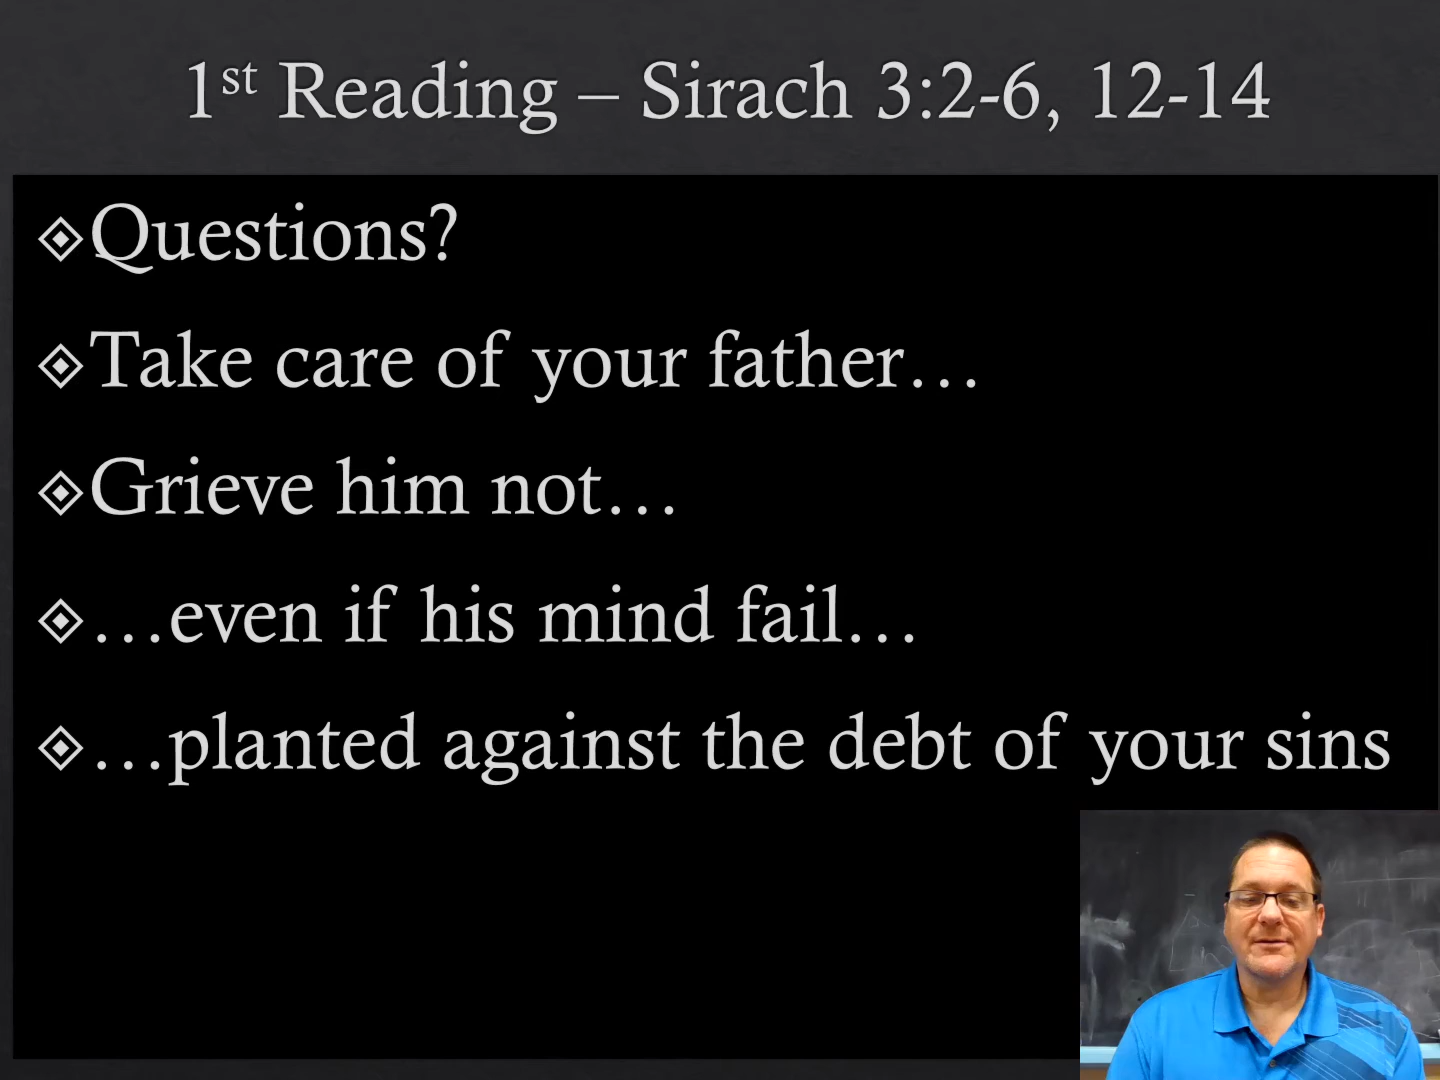 1st Reading – Sirach 3:2-6, 12-14
Questions?
Take care of your father…
Grieve him not…
…even if his mind fail…
…planted against the debt of your sins